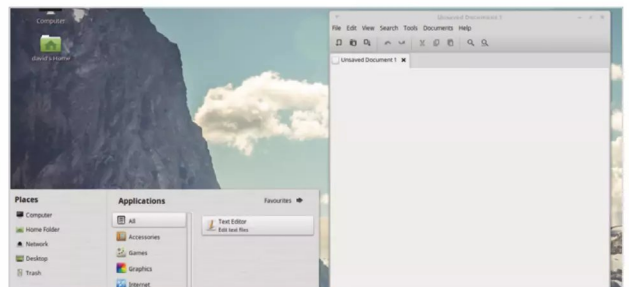 Computer
david's Home
Unsaved Document 1
File Edit View Search Tools Documents Help
Unsaved Document 1
Places
Computer
Home Folder
Network
Desktop
Trash
Applications
All
Accessories
Games
Graphics
Internet
Favourites
Text Editor
Edit text files